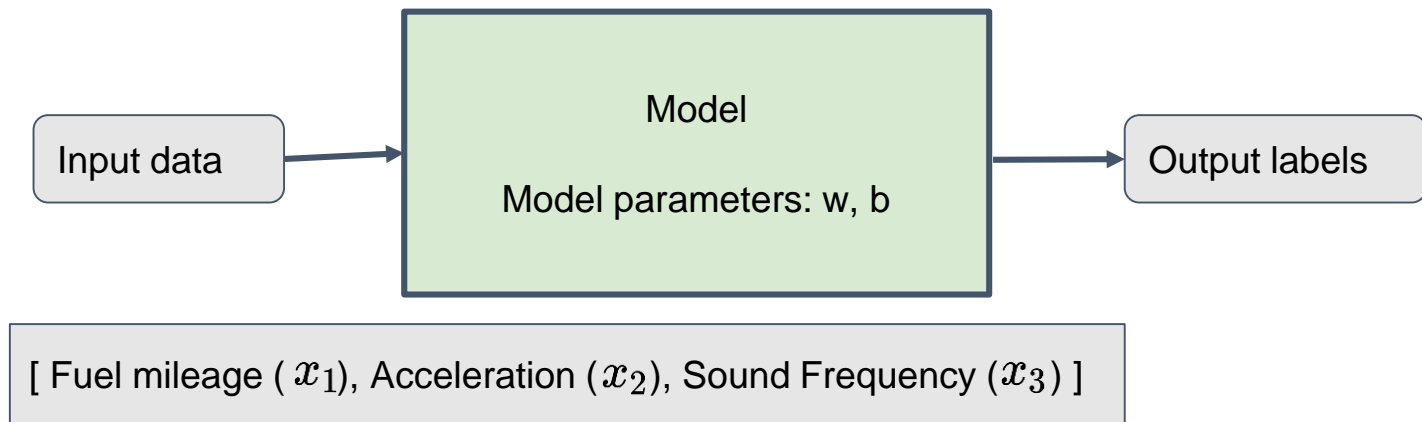 Model
Input data
Output labels
Model parameters: w, b
[ Fuel mileage ( x₁), Acceleration (x₂), Sound Frequency (x₃) ]